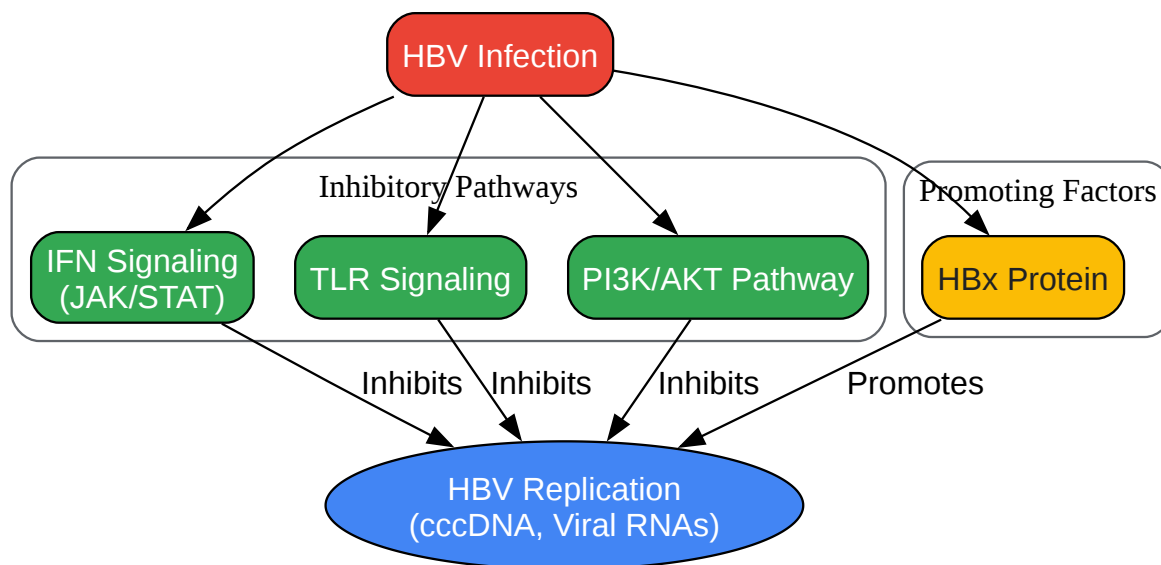 HBV Infection
Inhibitory Pathways
Promoting Factors
IFN Signaling
(JAK/STAT)
TLR Signaling
PI3K/AKT Pathway
HBx Protein
Inhibits
Inhibits
Inhibits
Promotes
HBV Replication
(cccDNA, Viral RNAs)